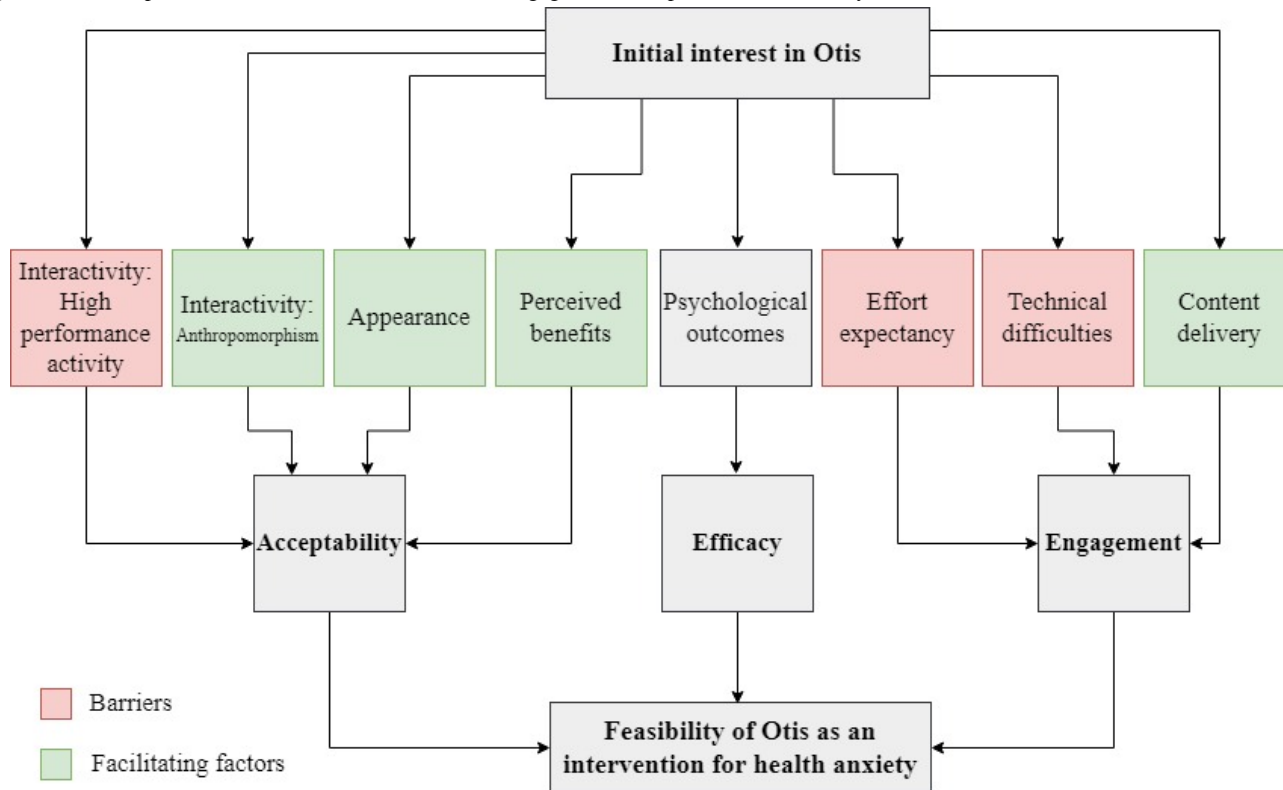 Initial interest in Otis
Interactivity:
High
performance
activity
Interactivity:
Anthropomorphism
Appearance
Perceived
benefits
Psychological
outcomes
Effort
expectancy
Technical
difficulties
Content
delivery
Acceptability
Efficacy
Engagement
Barriers
Facilitating factors
Feasibility of Otis as an
intervention for health anxiety